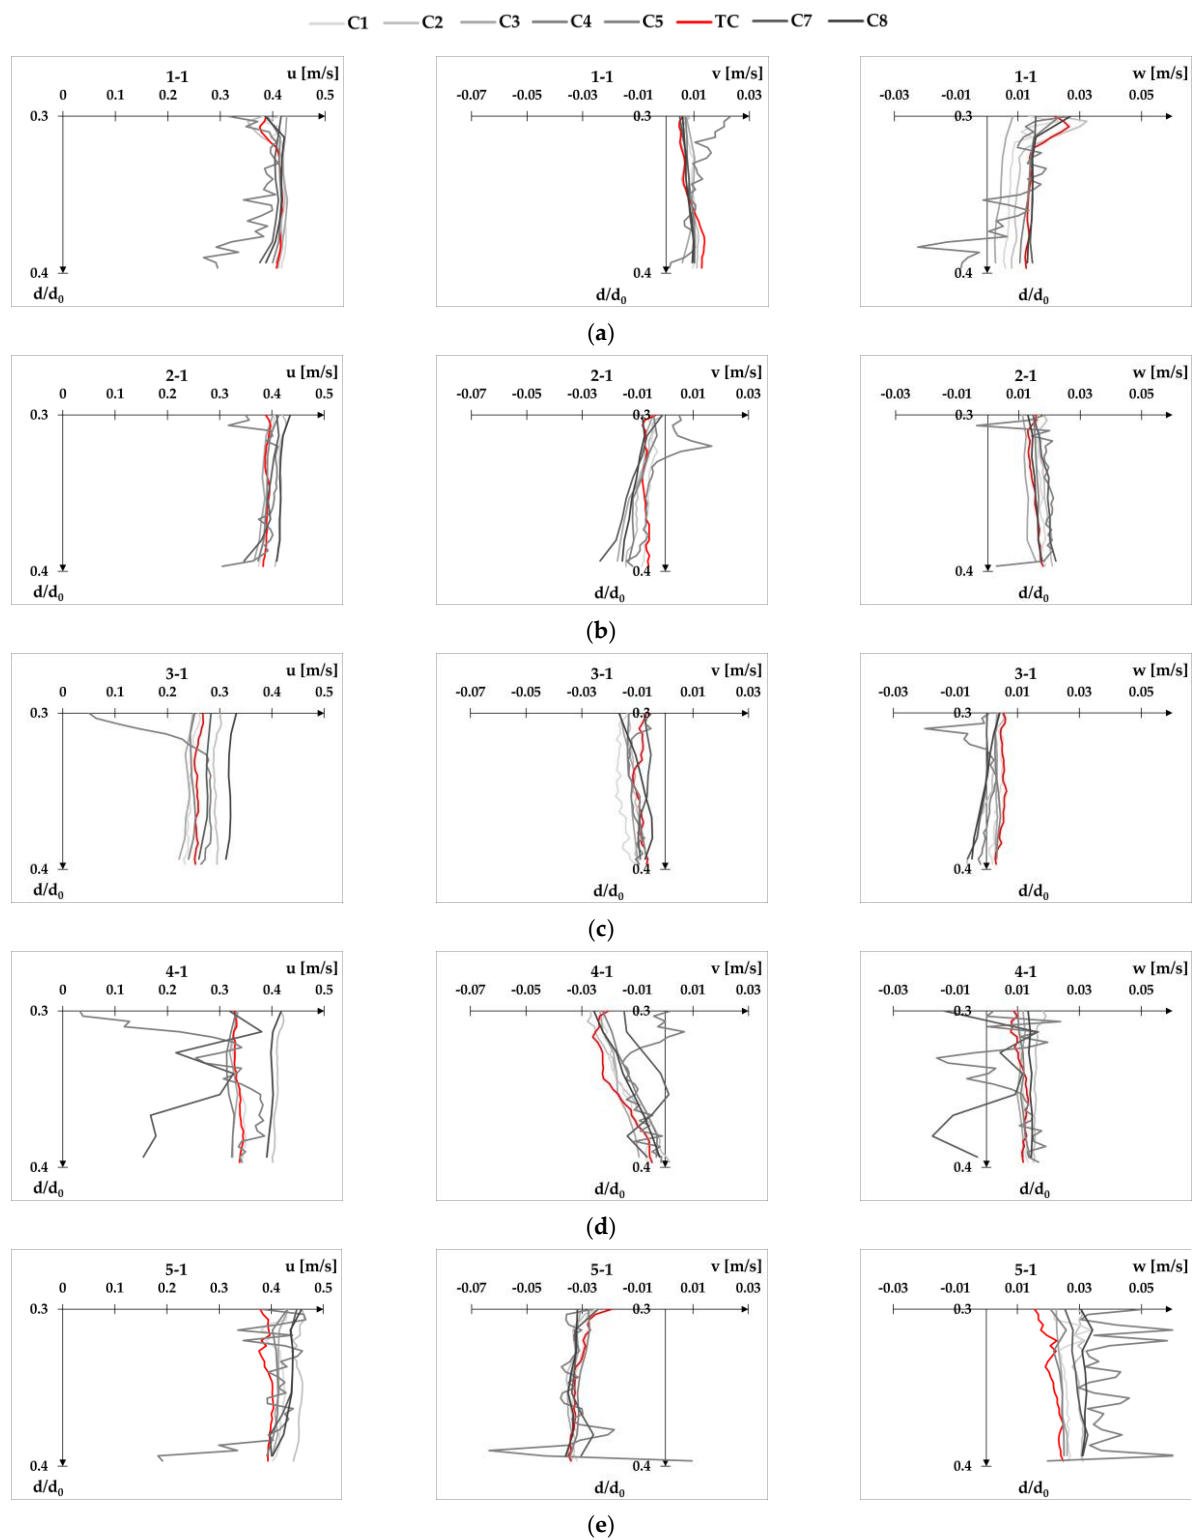 C1 C2 C3 C4 C5 TC C7 C8
1-1 u [m/s]
0 0.1 0.2 0.3 0.4 0.5
0.3
0.4
d/d0
1-1 v [m/s]
-0.07 -0.05 -0.03 -0.01 0.01 0.03
0.3
0.4
d/d0
1-1 w [m/s]
-0.03 -0.01 0.01 0.03 0.05
0.3
0.4
d/d0
(a)
2-1 u [m/s]
0 0.1 0.2 0.3 0.4 0.5
0.3
0.4
d/d0
2-1 v [m/s]
-0.07 -0.05 -0.03 -0.01 0.01 0.03
0.3
0.4
d/d0
2-1 w [m/s]
-0.03 -0.01 0.01 0.03 0.05
0.3
0.4
d/d0
(b)
3-1 u [m/s]
0 0.1 0.2 0.3 0.4 0.5
0.3
0.4
d/d0
3-1 v [m/s]
-0.07 -0.05 -0.03 -0.01 0.01 0.03
0.3
0.4
d/d0
3-1 w [m/s]
-0.03 -0.01 0.01 0.03 0.05
0.3
0.4
d/d0
(c)
4-1 u [m/s]
0 0.1 0.2 0.3 0.4 0.5
0.3
0.4
d/d0
4-1 v [m/s]
-0.07 -0.05 -0.03 -0.01 0.01 0.03
0.3
0.4
d/d0
4-1 w [m/s]
-0.03 -0.01 0.01 0.03 0.05
0.3
0.4
d/d0
(d)
5-1 u [m/s]
0 0.1 0.2 0.3 0.4 0.5
0.3
0.4
d/d0
5-1 v [m/s]
-0.07 -0.05 -0.03 -0.01 0.01 0.03
0.3
0.4
d/d0
5-1 w [m/s]
-0.03 -0.01 0.01 0.03 0.05
0.3
0.4
d/d0
(e)